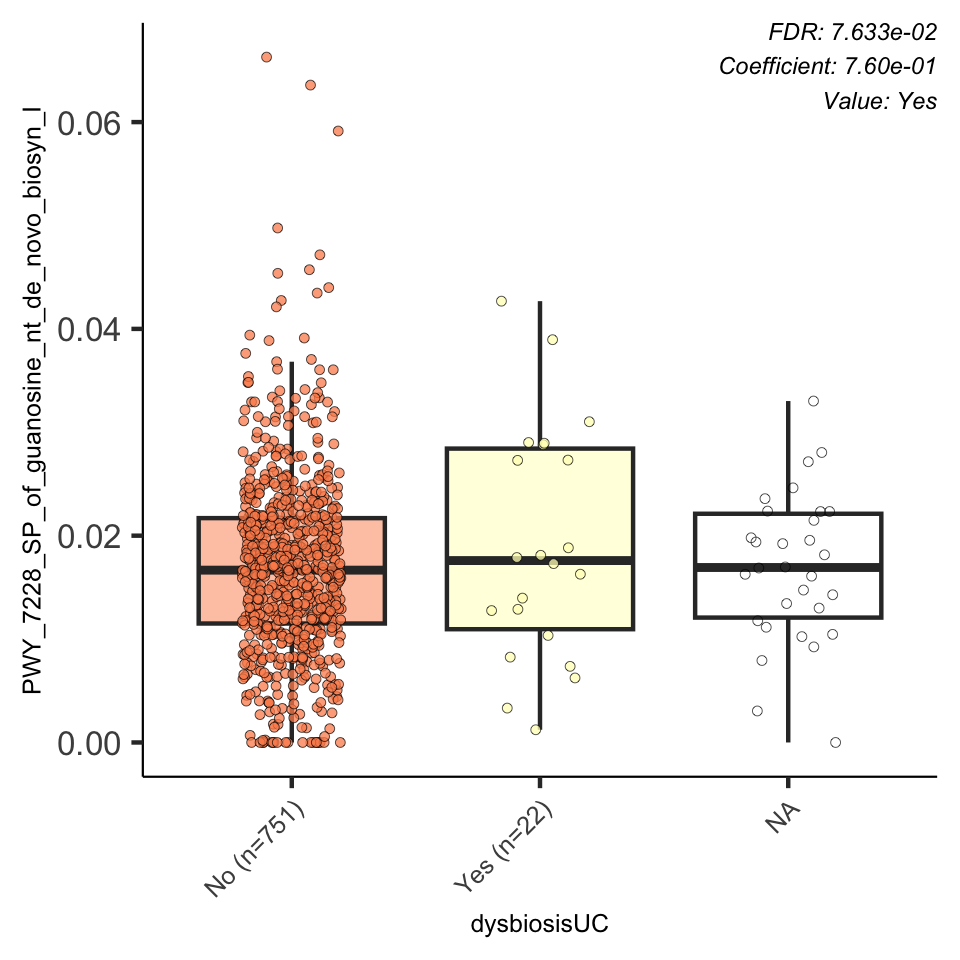 FDR: 7.633e-02
Coefficient: 7.60e-01
Value: Yes
PWY_7228_SP_of_guanosine_nt_de_novo_biosyn_I
0.06
0.04
0.02
0.00
No (n=751)
Yes (n=22)
NA
dysbiosisUC